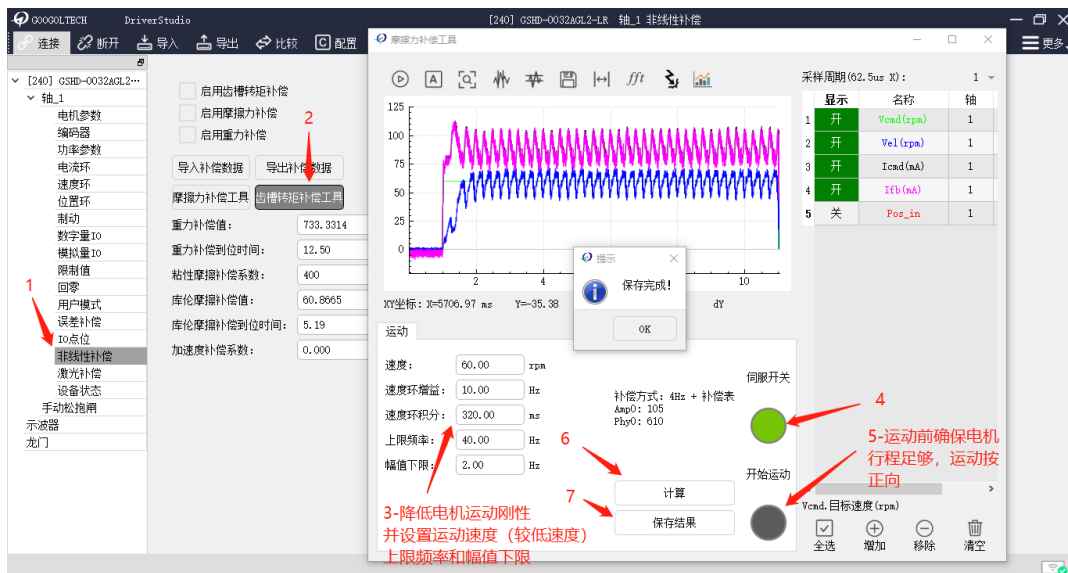 GOOGOLTECH DriverStudio
[240] GSHD-0032AGL2-LR 轴_1 非线性补偿
连接 断开 导入 导出 比较 配置
更多
[240] GSHD-0032AGL2…
轴_1
电机参数
编码器
功率参数
电流环
速度环
位置环
制动
数字量IO
模拟量IO
限制值
回零
用户模式
误差补偿
IO点位
非线性补偿
激光补偿
设备状态
手动松抱闸
示波器
龙门
1
启用齿槽转矩补偿
启用摩擦力补偿
启用重力补偿
2
导入补偿数据 导出补偿数据
摩擦力补偿工具 齿槽转矩补偿工具
重力补偿值: 733.3314
重力补偿到位时间: 12.50
粘性摩擦补偿系数: 400
库伦摩擦补偿值: 60.8665
库伦摩擦补偿到位时间: 5.19
加速度补偿系数: 0.000
摩擦力补偿工具
A fft
125
100
75
50
25
0
2 4 10
XY坐标: X=5706.97 ms Y=-35.38 dY
提示
保存完成!
OK
运动
速度: 60.00 rpm
速度环增益: 10.00 Hz
速度环积分: 320.00 ms
上限频率: 40.00 Hz
幅值下限: 2.00 Hz
补偿方式: 4Hz + 补偿表
Amp0: 105
Phy0: 610
伺服开关
4
开始运动
5-运动前确保电机
行程足够，运动按
正向
6
计算
7
保存结果
3-降低电机运动刚性
并设置运动速度（较低速度）
上限频率和幅值下限
采样周期(62.5us X): 1
显示 名称 轴
1 开 Vcmd(rpm) 1
2 开 Vel(rpm) 1
3 开 Icmd(mA) 1
4 开 Ifb(mA) 1
5 关 Pos_in 1
Vcmd.目标速度(rpm)
全选 增加 移除 清空